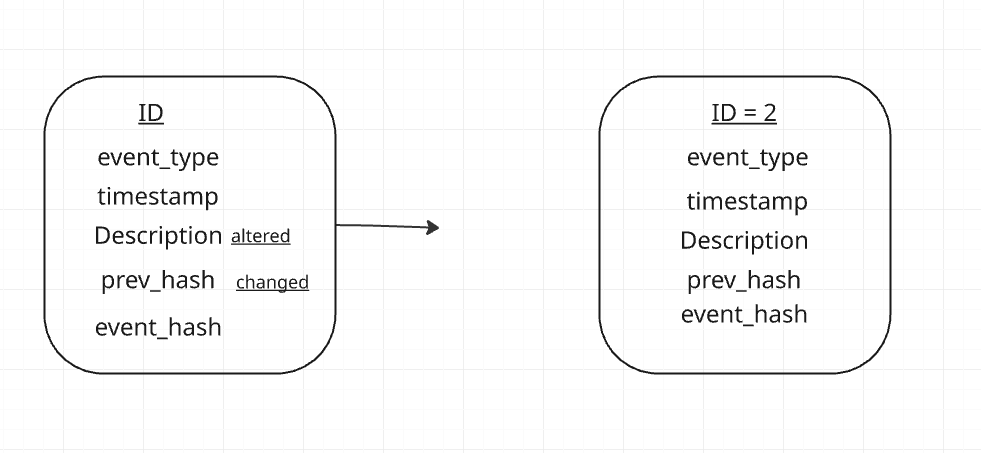 ID
event_type
timestamp
Description altered
prev_hash changed
event_hash
ID = 2
event_type
timestamp
Description
prev_hash
event_hash